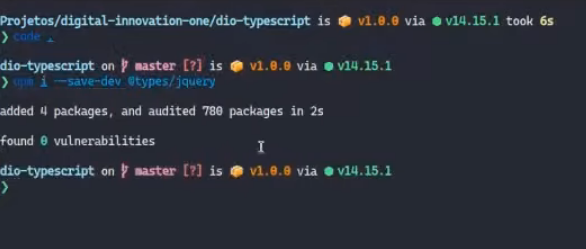 Projetos/digital-innovation-one/dio-typescript is 📦 v1.0.0 via ⬢ v14.15.1 took 6s
❯ code .
dio-typescript on master [?] is 📦 v1.0.0 via ⬢ v14.15.1
❯ npm i --save-dev @types/jquery
added 4 packages, and audited 780 packages in 2s
found 0 vulnerabilities
dio-typescript on master [?] is 📦 v1.0.0 via ⬢ v14.15.1
❯